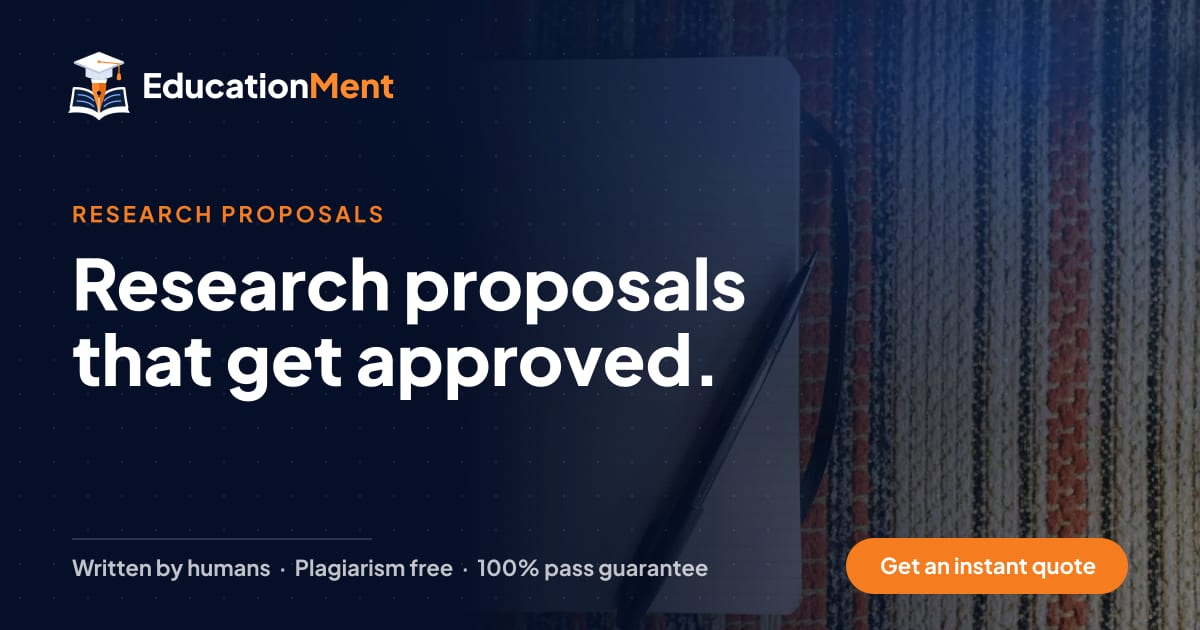 EducationMent
RESEARCH PROPOSALS
Research proposals
that get approved.
Written by humans · Plagiarism free · 100% pass guarantee
Get an instant quote